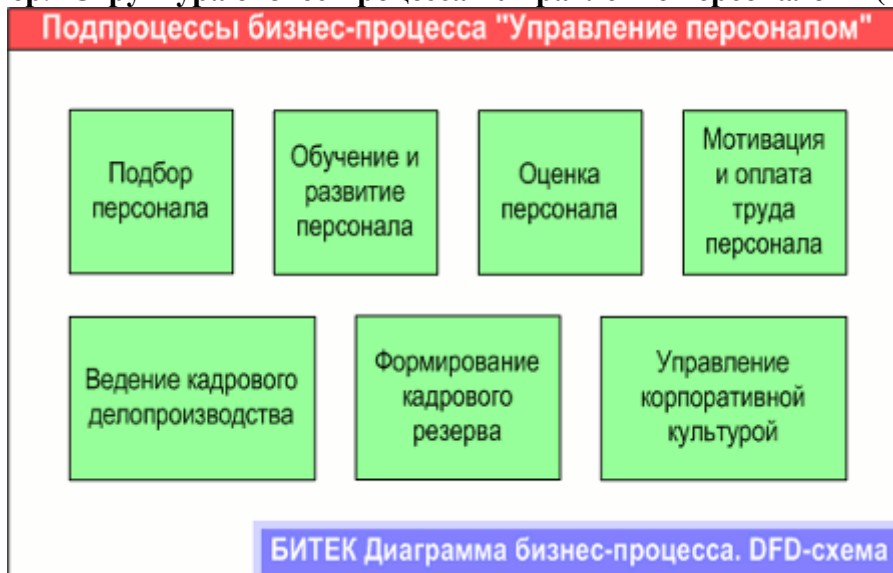 Подпроцессы бизнес-процесса "Управление персоналом"
Подбор
персонала
Обучение и
развитие
персонала
Оценка
персонала
Мотивация
и оплата
труда
персонала
Ведение кадрового
делопроизводства
Формирование
кадрового
резерва
Управление
корпоративной
культурой
БИТЕК Диаграмма бизнес-процесса. DFD-схема